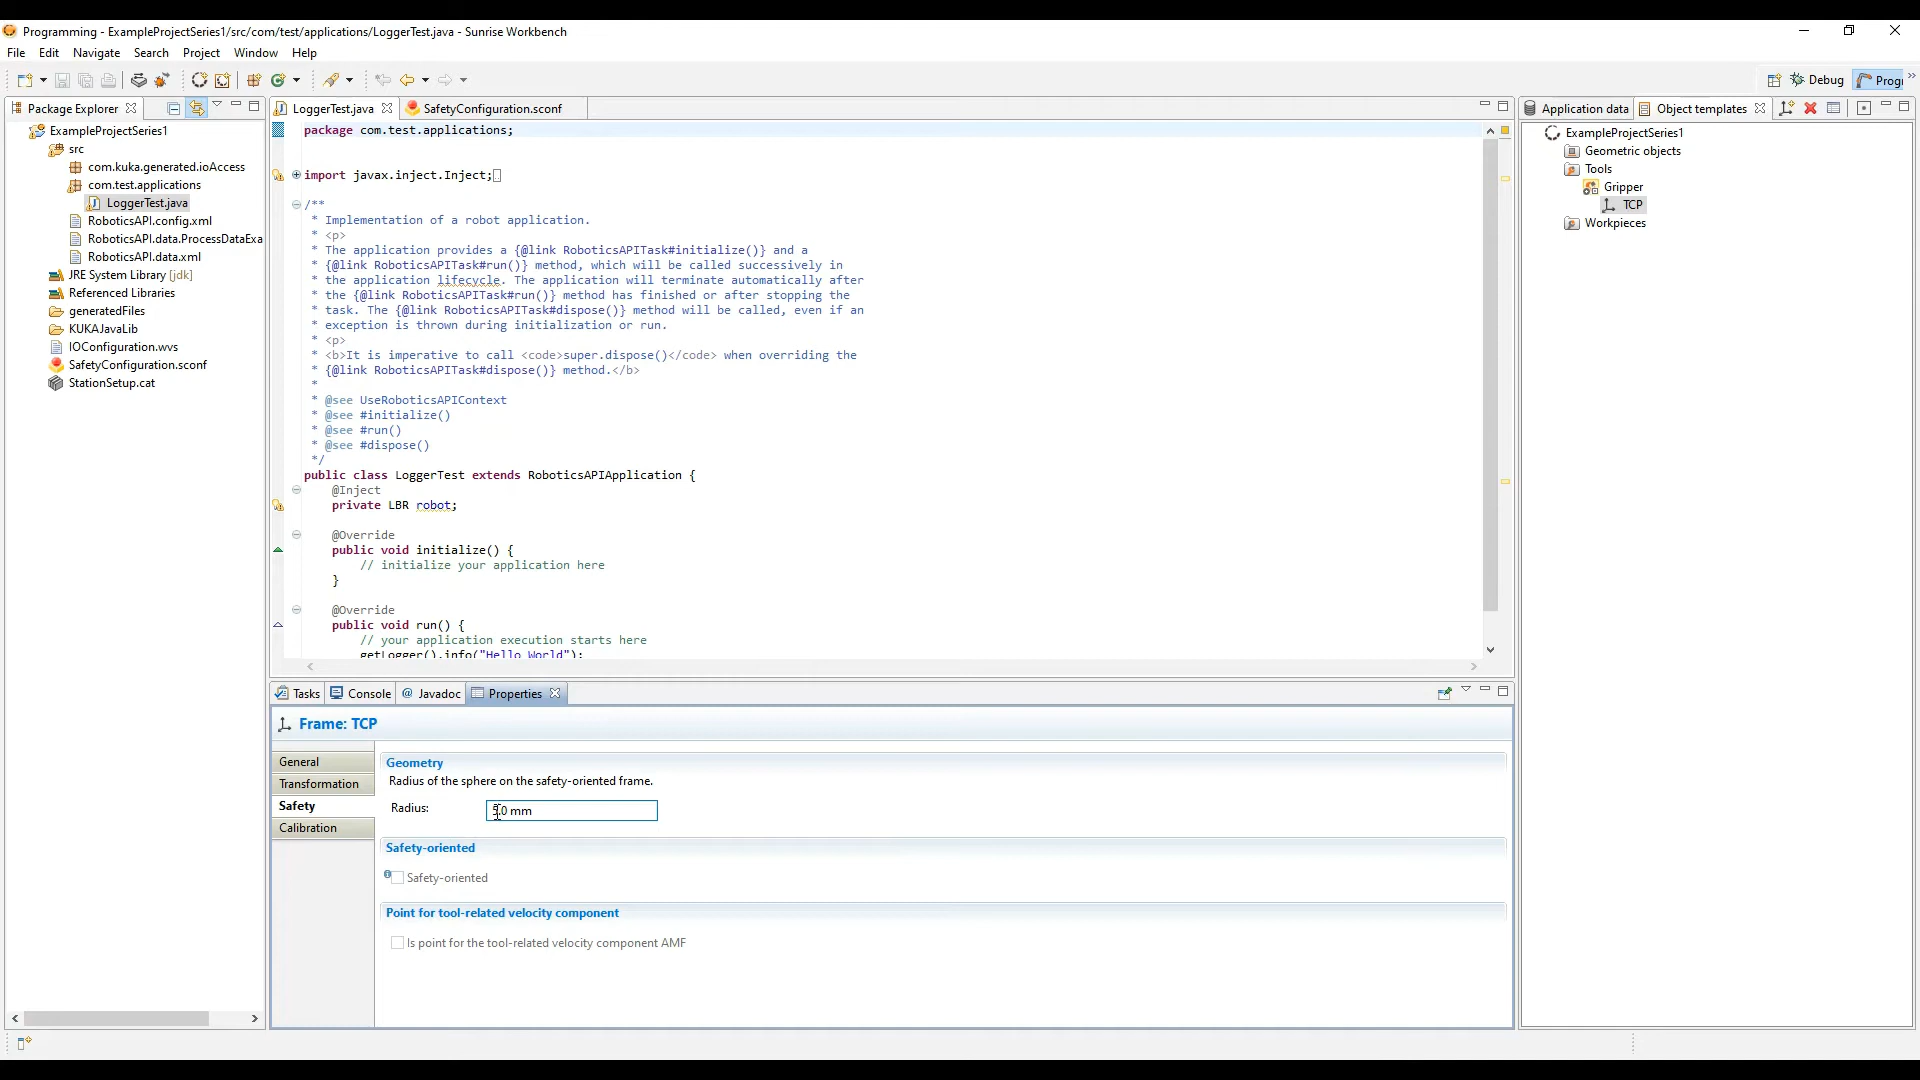 Programming - ExampleProjectSeries1/src/com/test/applications/LoggerTest.java - Sunrise Workbench
File Edit Navigate Search Project Window Help
Debug Prog
Package Explorer
ExampleProjectSeries1
src
com.kuka.generated.ioAccess
com.test.applications
LoggerTest.java
RoboticsAPI.config.xml
RoboticsAPI.data.ProcessDataExa
RoboticsAPI.data.xml
JRE System Library [jdk]
Referenced Libraries
generatedFiles
KUKAJavaLib
IOConfiguration.wvs
SafetyConfiguration.sconf
StationSetup.cat
LoggerTest.java SafetyConfiguration.sconf
package com.test.applications;
import javax.inject.Inject;
/**
* Implementation of a robot application.
* <p>
* The application provides a {@link RoboticsAPITask#initialize()} and a
* {@link RoboticsAPITask#run()} method, which will be called successively in
* the application lifecycle. The application will terminate automatically after
* the {@link RoboticsAPITask#run()} method has finished or after stopping the
* task. The {@link RoboticsAPITask#dispose()} method will be called, even if an
* exception is thrown during initialization or run.
* <p>
* <b>It is imperative to call <code>super.dispose()</code> when overriding the
* {@link RoboticsAPITask#dispose()} method.</b>
*
* @see UseRoboticsAPIContext
* @see #initialize()
* @see #run()
* @see #dispose()
*/
public class LoggerTest extends RoboticsAPIApplication {
@Inject
private LBR robot;
@Override
public void initialize() {
// initialize your application here
}
@Override
public void run() {
// your application execution starts here
getLogger().info("Hello World");
Tasks Console @ Javadoc Properties
Frame: TCP
General
Transformation
Safety
Calibration
Geometry
Radius of the sphere on the safety-oriented frame.
Radius: mm
Safety-oriented
Safety-oriented
Point for tool-related velocity component
Is point for the tool-related velocity component AMF
Application data Object templates
ExampleProjectSeries1
Geometric objects
Tools
Gripper
TCP
Workpieces